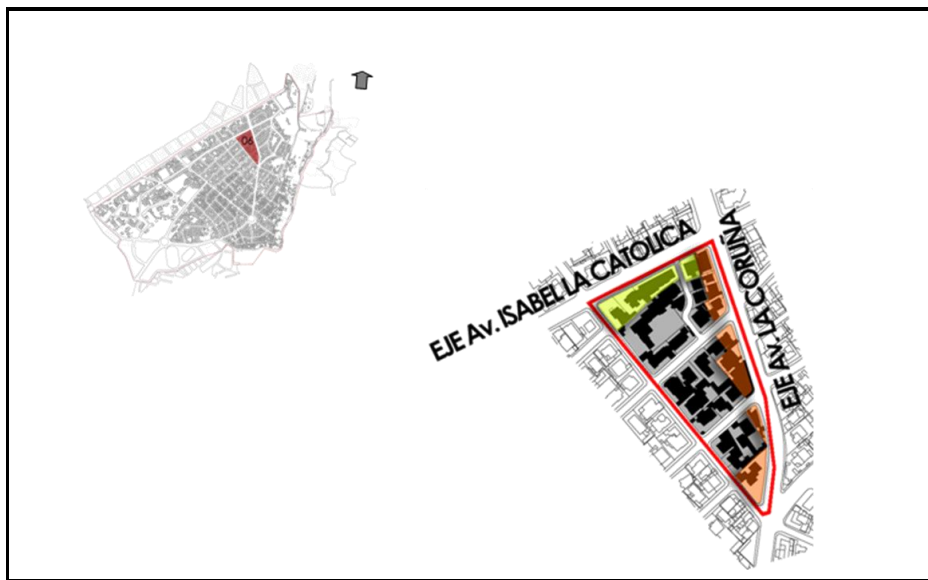 06
EJE Av. ISABEL LA CATOLICA
EJE AV. LA CORUÑA